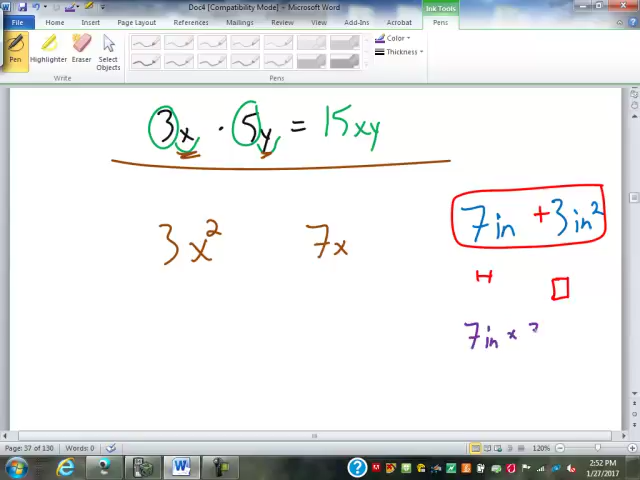 Doc4 [Compatibility Mode] - Microsoft Word
Ink Tools
File Home Insert Page Layout References Mailings Review View Add-Ins Acrobat Pens
Pen Highlighter Eraser Select Objects
Color
Thickness
Write Pens
3x · 5y = 15xy
3x² 7x
7in + 3in²
7in x
Page: 37 of 130 Words: 0 120%
2:52 PM
1/27/2017